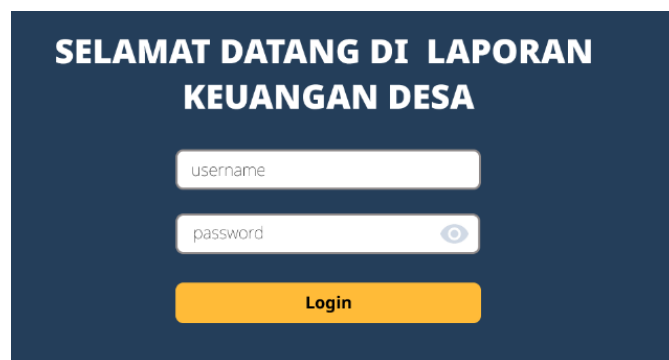 SELAMAT DATANG DI LAPORAN
KEUANGAN DESA
username
password
Login